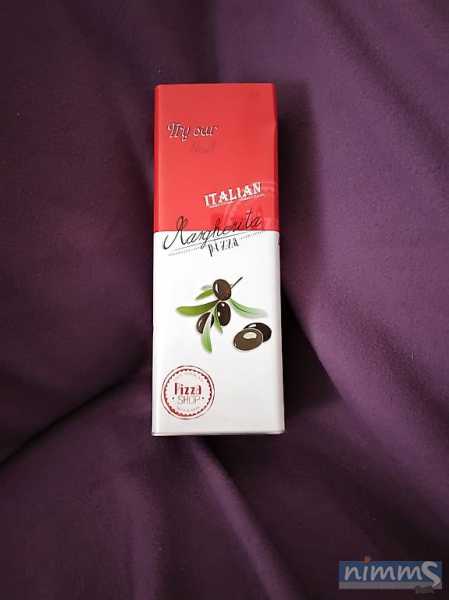 Try our
ITALIAN
Margherita
PIZZA
Pizza
SHOP
nimms